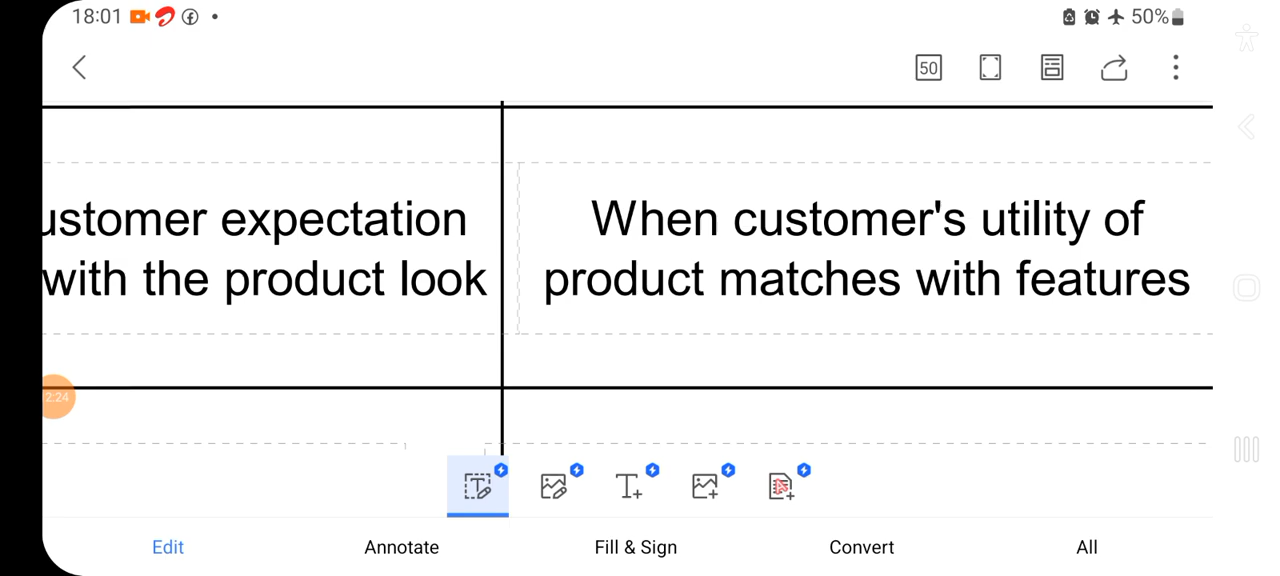 18:01
50%
50
ustomer expectation
with the product look
When customer's utility of
product matches with features
2:24
Edit
Annotate
Fill & Sign
Convert
All